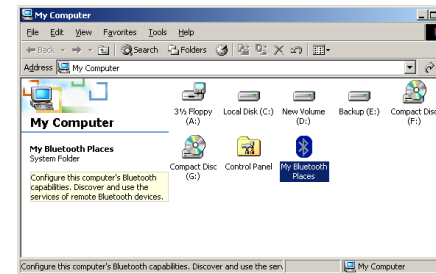 My Computer
File Edit View Favorites Tools Help
Back Search Folders
Address My Computer
My Computer
My Bluetooth Places
System Folder
Configure this computer's Bluetooth
capabilities. Discover and use the
services of remote Bluetooth devices.
3½ Floppy
(A:)
Local Disk (C:)
New Volume
(D:)
Backup (E:)
Compact Disc
(F:)
Compact Disc
(G:)
Control Panel
My Bluetooth
Places
Configure this computer's Bluetooth capabilities. Discover and use the ser
My Computer